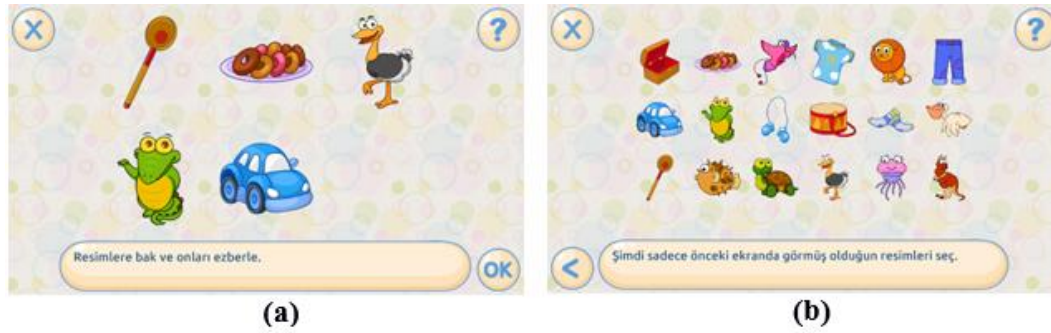 X
?
Resimlere bak ve onları ezberle.
OK
(a)
X
?
Şimdi sadece önceki ekranda görmüş olduğun resimleri seç.
<
(b)